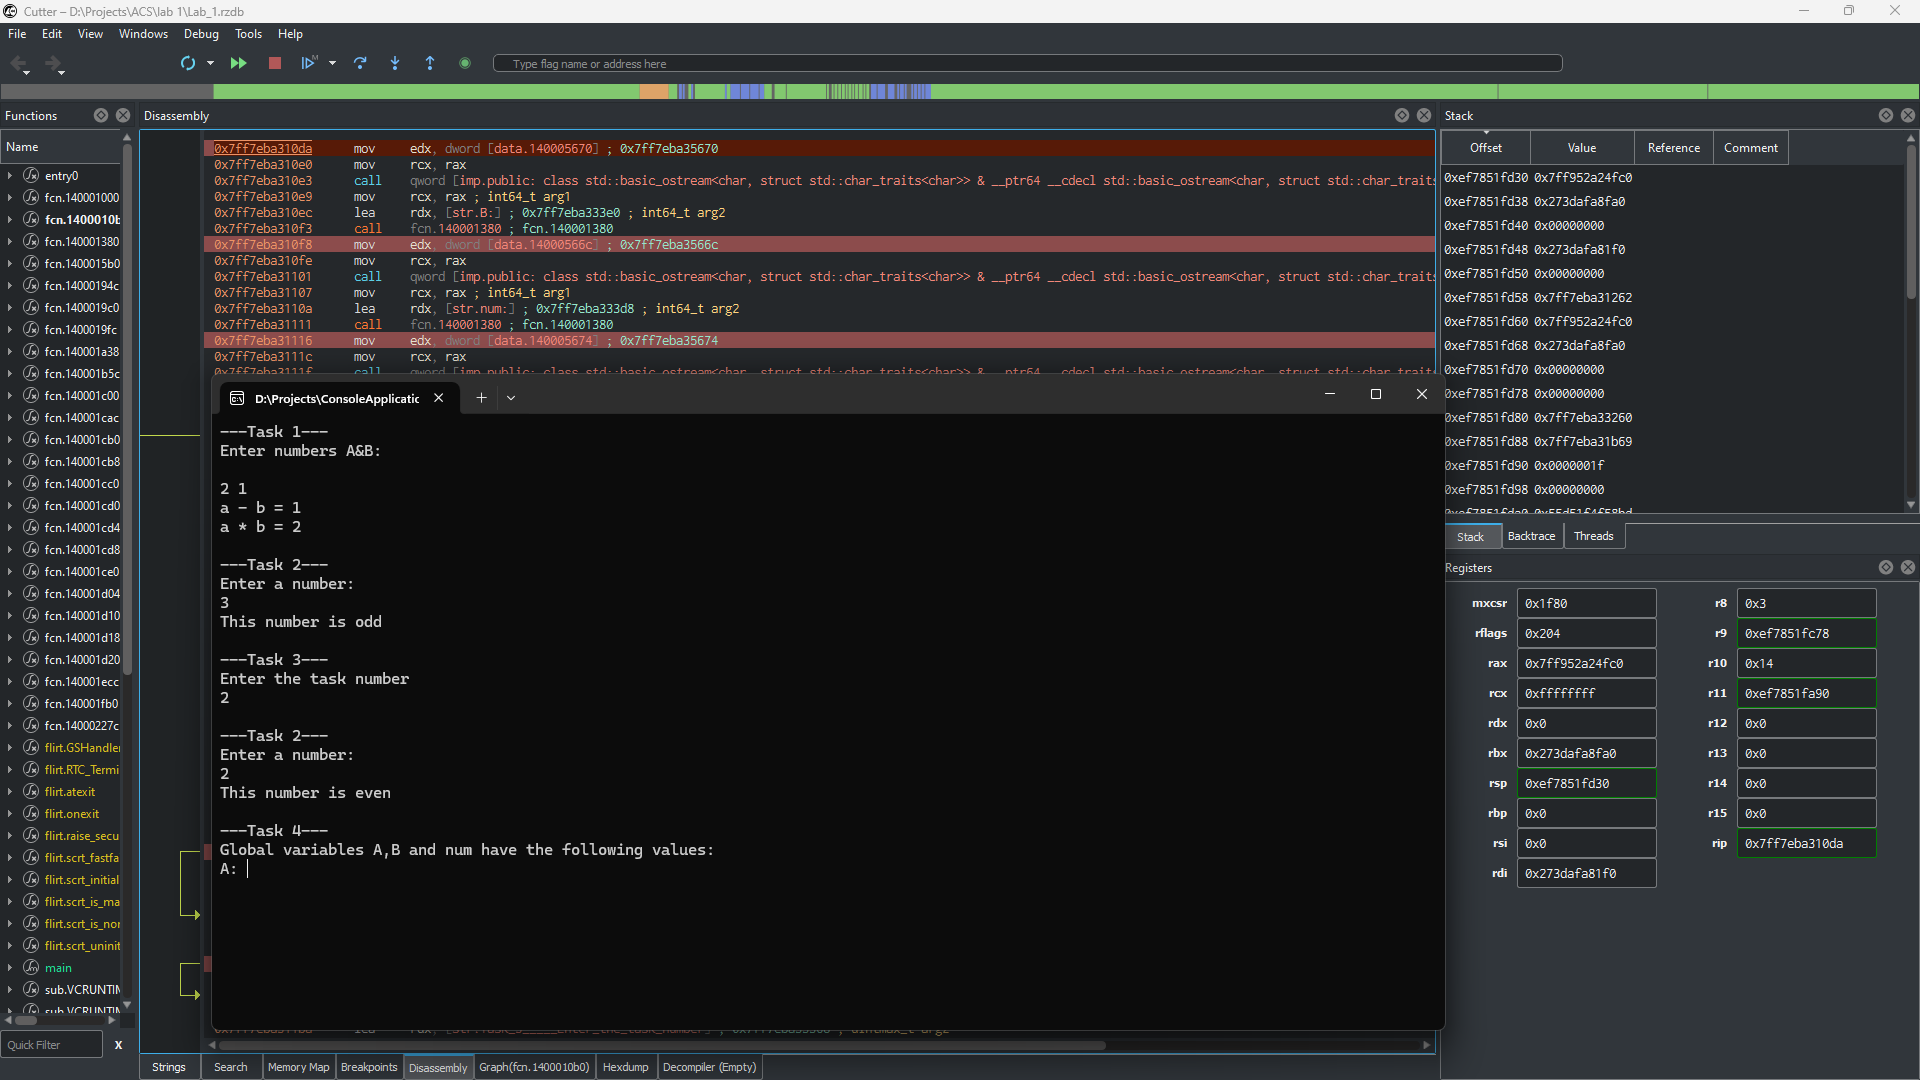 Cutter – D:\Projects\ACS\lab 1\Lab_1.rzdb
File Edit View Windows Debug Tools Help
Type flag name or address here
Functions
Name
entry0
fcn.140001000
fcn.1400010b
fcn.140001380
fcn.1400015b0
fcn.14000194c
fcn.1400019c0
fcn.1400019fc
fcn.140001a38
fcn.140001b5c
fcn.140001c00
fcn.140001cac
fcn.140001cb0
fcn.140001cb8
fcn.140001cc0
fcn.140001cd0
fcn.140001cd4
fcn.140001cd8
fcn.140001ce0
fcn.140001d04
fcn.140001d10
fcn.140001d18
fcn.140001d20
fcn.140001ecc
fcn.140001fb0
fcn.14000227c
flirt.GSHandler
flirt.RTC_Termi
flirt.atexit
flirt.onexit
flirt.raise_secu
flirt.scrt_fastfa
flirt.scrt_initial
flirt.scrt_is_ma
flirt.scrt_is_nor
flirt.scrt_uninit
main
sub.VCRUNTIM
Quick Filter X
Disassembly
0x7ff7eba310da mov edx, dword [data.140005670] ; 0x7ff7eba35670
0x7ff7eba310e0 mov rcx, rax
0x7ff7eba310e3 call qword [imp.public: class std::basic_ostream<char, struct std::char_traits<char>> & __ptr64 __cdecl std::basic_ostream<char, struct std::char_traits
0x7ff7eba310e9 mov rcx, rax ; int64_t arg1
0x7ff7eba310ec lea rdx, [str.B:] ; 0x7ff7eba333e0 ; int64_t arg2
0x7ff7eba310f3 call fcn.140001380 ; fcn.140001380
0x7ff7eba310f8 mov edx, dword [data.14000566c] ; 0x7ff7eba3566c
0x7ff7eba310fe mov rcx, rax
0x7ff7eba31101 call qword [imp.public: class std::basic_ostream<char, struct std::char_traits<char>> & __ptr64 __cdecl std::basic_ostream<char, struct std::char_traits
0x7ff7eba31107 mov rcx, rax ; int64_t arg1
0x7ff7eba3110a lea rdx, [str.num:] ; 0x7ff7eba333d8 ; int64_t arg2
0x7ff7eba31111 call fcn.140001380 ; fcn.140001380
0x7ff7eba31116 mov edx, dword [data.140005674] ; 0x7ff7eba35674
0x7ff7eba3111c mov rcx, rax
D:\Projects\ConsoleApplicatic
---Task 1---
Enter numbers A&B:
2 1
a - b = 1
a * b = 2
---Task 2---
Enter a number:
3
This number is odd
---Task 3---
Enter the task number
2
---Task 2---
Enter a number:
2
This number is even
---Task 4---
Global variables A,B and num have the following values:
A:
Strings Search Memory Map Breakpoints Disassembly Graph(fcn.1400010b0) Hexdump Decompiler (Empty)
Stack
Offset Value Reference Comment
0xef7851fd30 0x7ff952a24fc0
0xef7851fd38 0x273dafa8fa0
0xef7851fd40 0x00000000
0xef7851fd48 0x273dafa81f0
0xef7851fd50 0x00000000
0xef7851fd58 0x7ff7eba31262
0xef7851fd60 0x7ff952a24fc0
0xef7851fd68 0x273dafa8fa0
0xef7851fd70 0x00000000
0xef7851fd78 0x00000000
0xef7851fd80 0x7ff7eba33260
0xef7851fd88 0x7ff7eba31b69
0xef7851fd90 0x0000001f
0xef7851fd98 0x00000000
Stack Backtrace Threads
Registers
mxcsr 0x1f80 r8 0x3
rflags 0x204 r9 0xef7851fc78
rax 0x7ff952a24fc0 r10 0x14
rcx 0xffffffff r11 0xef7851fa90
rdx 0x0 r12 0x0
rbx 0x273dafa8fa0 r13 0x0
rsp 0xef7851fd30 r14 0x0
rbp 0x0 r15 0x0
rsi 0x0 rip 0x7ff7eba310da
rdi 0x273dafa81f0